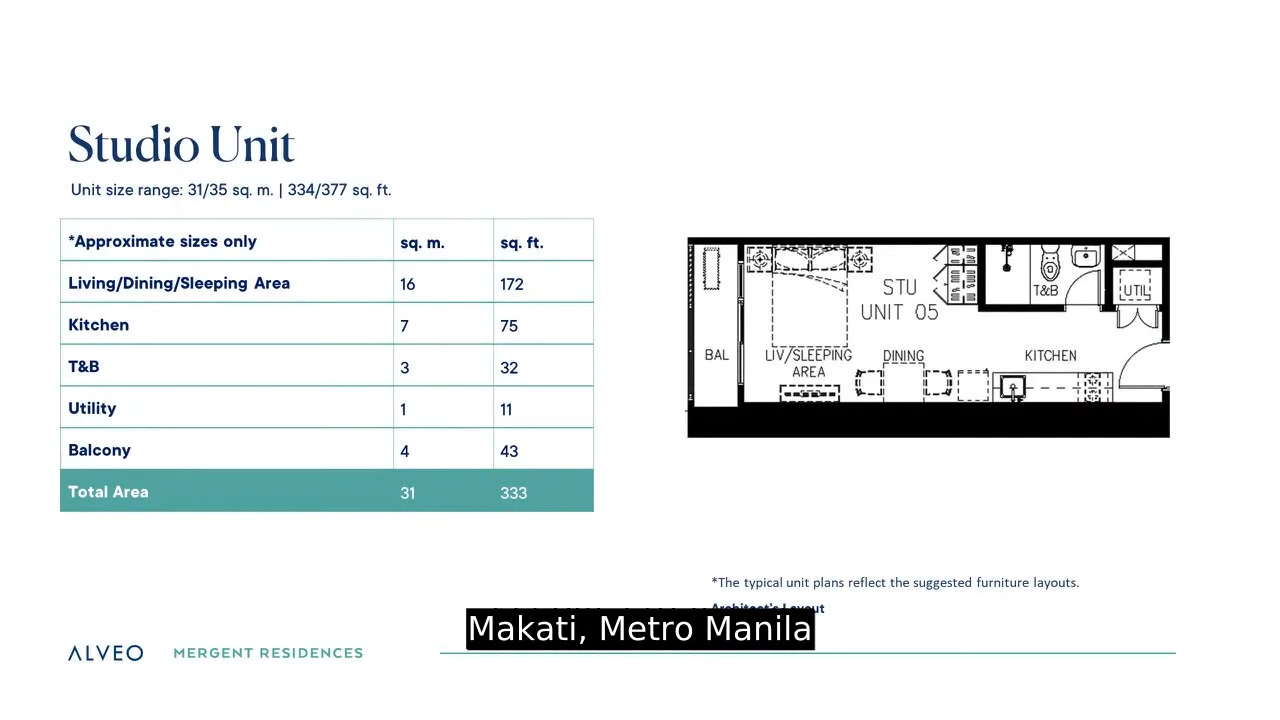 Studio Unit
Unit size range: 31/35 sq. m. | 334/377 sq. ft.
*Approximate sizes only sq. m. sq. ft.
Living/Dining/Sleeping Area 16 172
Kitchen 7 75
T&B 3 32
Utility 1 11
Balcony 4 43
Total Area 31 333
STU
UNIT 05
T&B
UTIL
BAL
LIV/SLEEPING
AREA
DINING
KITCHEN
*The typical unit plans reflect the suggested furniture layouts.
Architect's Layout
Makati, Metro Manila
ALVEO MERGENT RESIDENCES